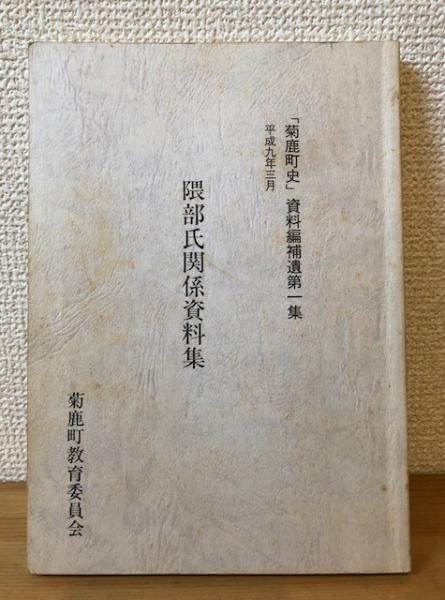 「菊鹿町史」資料編補遺第一集
平成九年三月
隈部氏関係資料集
菊鹿町教育委員会